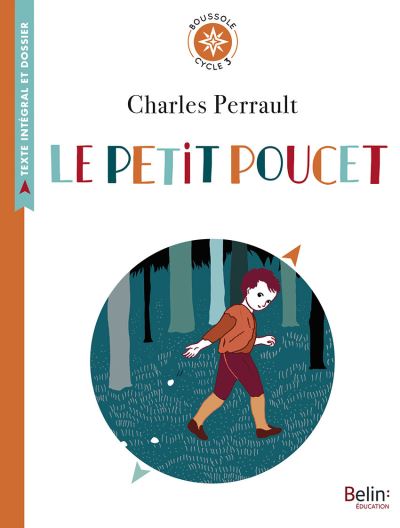 BOUSSOLE
CYCLE 3
TEXTE INTÉGRAL ET DOSSIER
Charles Perrault
LE PETiT POUCET
Belin:
ÉDUCATION